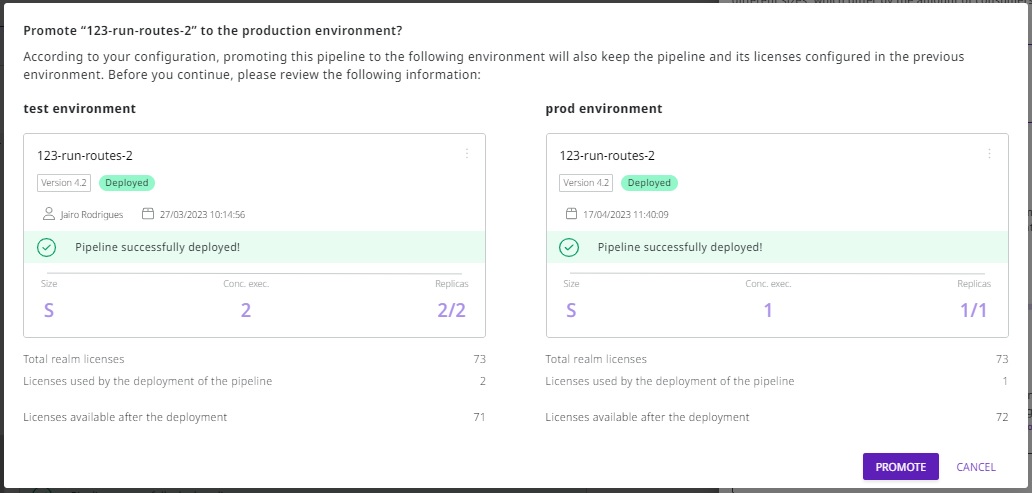 Promote “123-run-routes-2” to the production environment?
According to your configuration, promoting this pipeline to the following environment will also keep the pipeline and its licenses configured in the previous
environment. Before you continue, please review the following information:
test environment
123-run-routes-2
Version 4.2 Deployed
Jairo Rodrigues 27/03/2023 10:14:56
Pipeline successfully deployed!
Size Conc. exec. Replicas
S 2 2/2
Total realm licenses 73
Licenses used by the deployment of the pipeline 2
Licenses available after the deployment 71
prod environment
123-run-routes-2
Version 4.2 Deployed
17/04/2023 11:40:09
Pipeline successfully deployed!
Size Conc. exec. Replicas
S 1 1/1
Total realm licenses 73
Licenses used by the deployment of the pipeline 1
Licenses available after the deployment 72
PROMOTE CANCEL